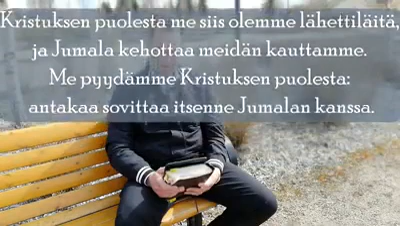 Kristuksen puolesta me siis olemme lähettiläitä,
ja Jumala kehottaa meidän kauttamme.
Me pyydämme Kristuksen puolesta:
antakaa sovittaa itsenne Jumalan kanssa.